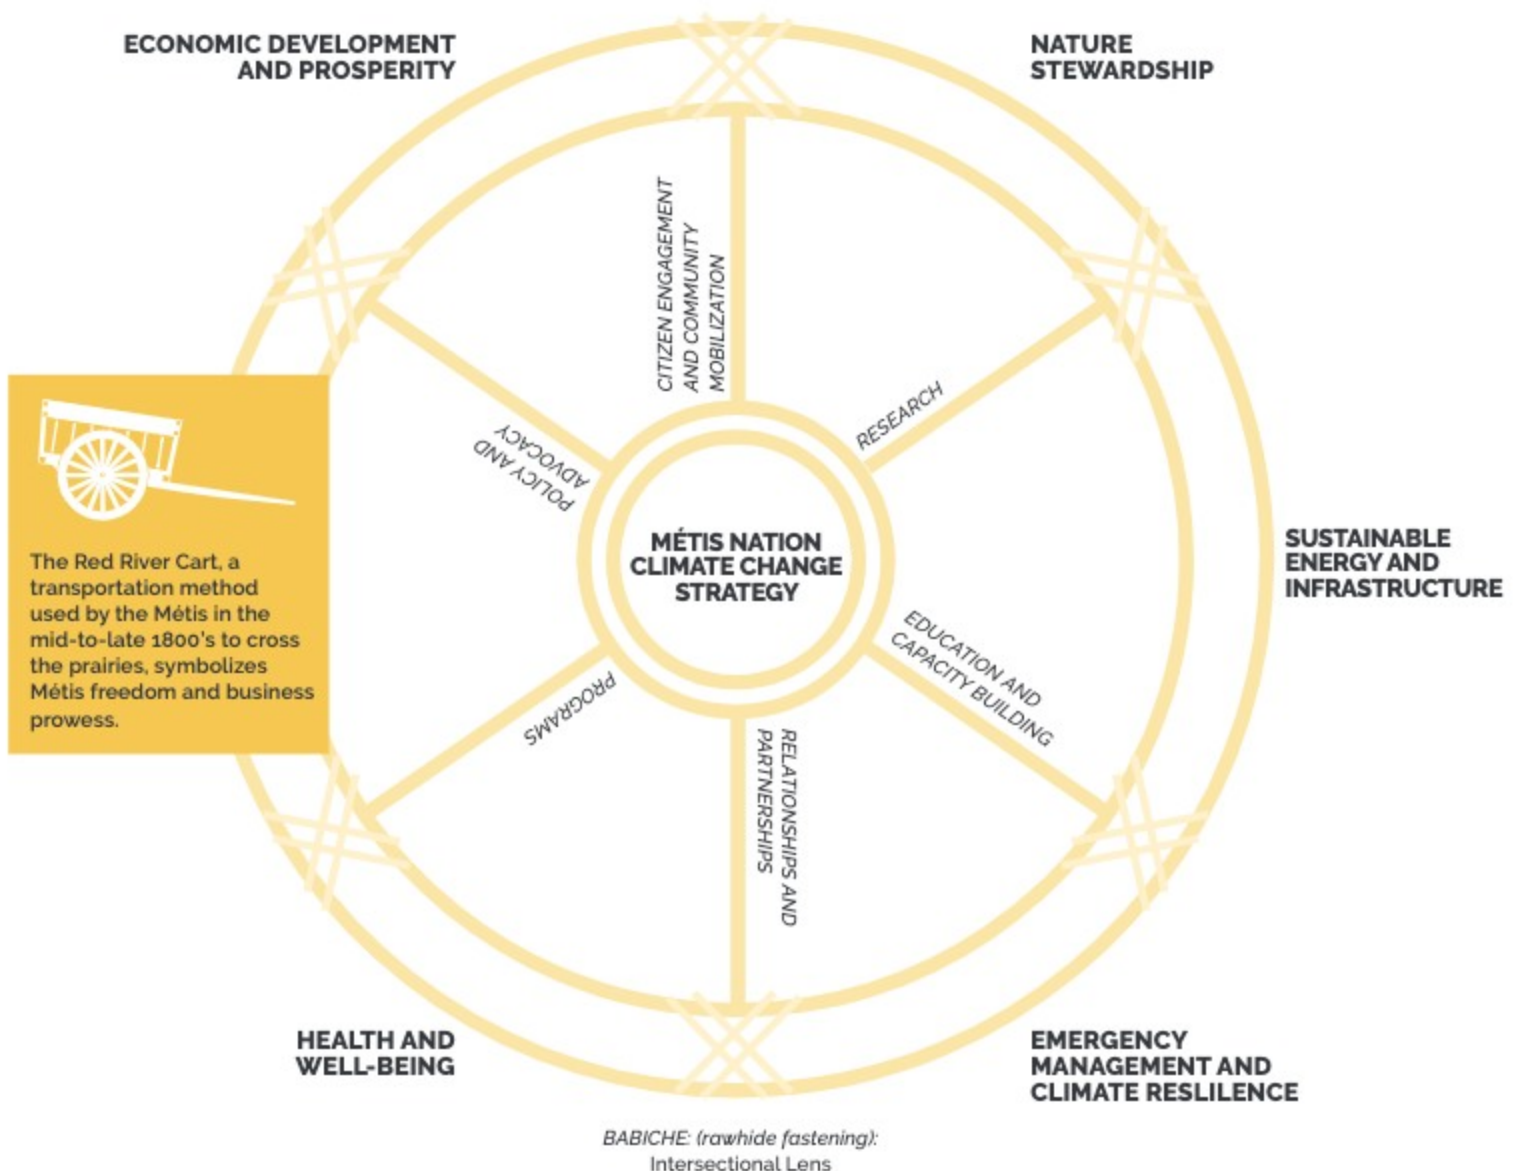 ECONOMIC DEVELOPMENT
AND PROSPERITY
NATURE
STEWARDSHIP
CITIZEN ENGAGEMENT
AND COMMUNITY
MOBILIZATION
RESEARCH
POLICY AND
ADVOCACY
MÉTIS NATION
CLIMATE CHANGE
STRATEGY
The Red River Cart, a
transportation method
used by the Métis in the
mid-to-late 1800's to cross
the prairies, symbolizes
Métis freedom and business
prowess.
SUSTAINABLE
ENERGY AND
INFRASTRUCTURE
EDUCATION AND
CAPACITY BUILDING
PROGRAMS
RELATIONSHIPS AND
PARTNERSHIPS
HEALTH AND
WELL-BEING
EMERGENCY
MANAGEMENT AND
CLIMATE RESLILENCE
BABICHE: (rawhide fastening):
Intersectional Lens